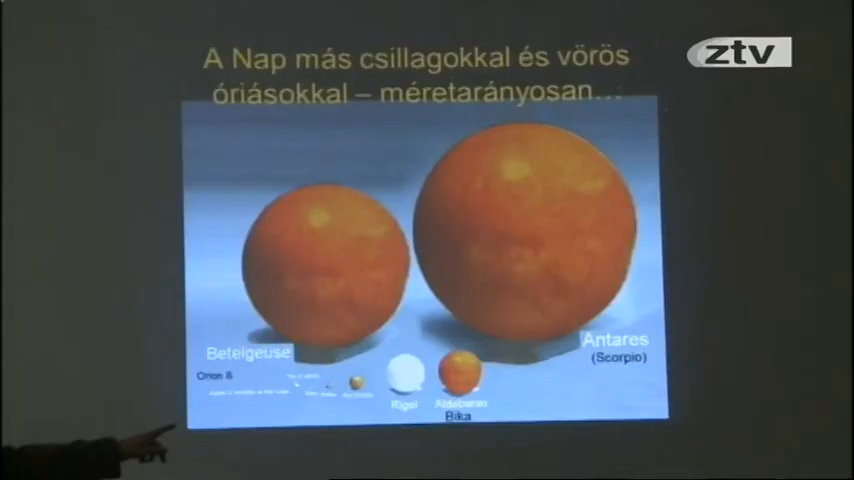 A Nap más csillagokkal és vörös
óriásokkal – méretarányosan…
ztv
Betelgeuse
Orion
Antares
(Scorpio)
Rigel
Aldebaran
Bika